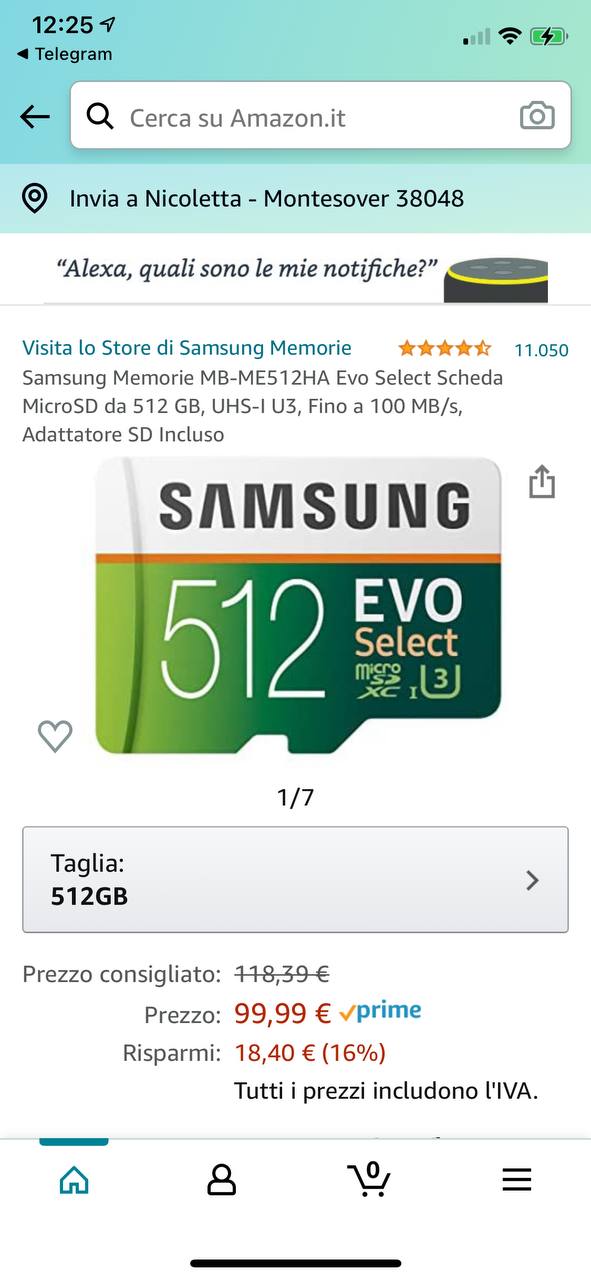 12:25
Telegram
Cerca su Amazon.it
Invia a Nicoletta - Montesover 38048
“Alexa, quali sono le mie notifiche?”
Visita lo Store di Samsung Memorie 11.050
Samsung Memorie MB-ME512HA Evo Select Scheda
MicroSD da 512 GB, UHS-I U3, Fino a 100 MB/s,
Adattatore SD Incluso
SAMSUNG
512 EVO
Select
micro
SD
XC I 3
1/7
Taglia:
512GB
Prezzo consigliato: 118,39 €
Prezzo: 99,99 € prime
Risparmi: 18,40 € (16%)
Tutti i prezzi includono l'IVA.
0